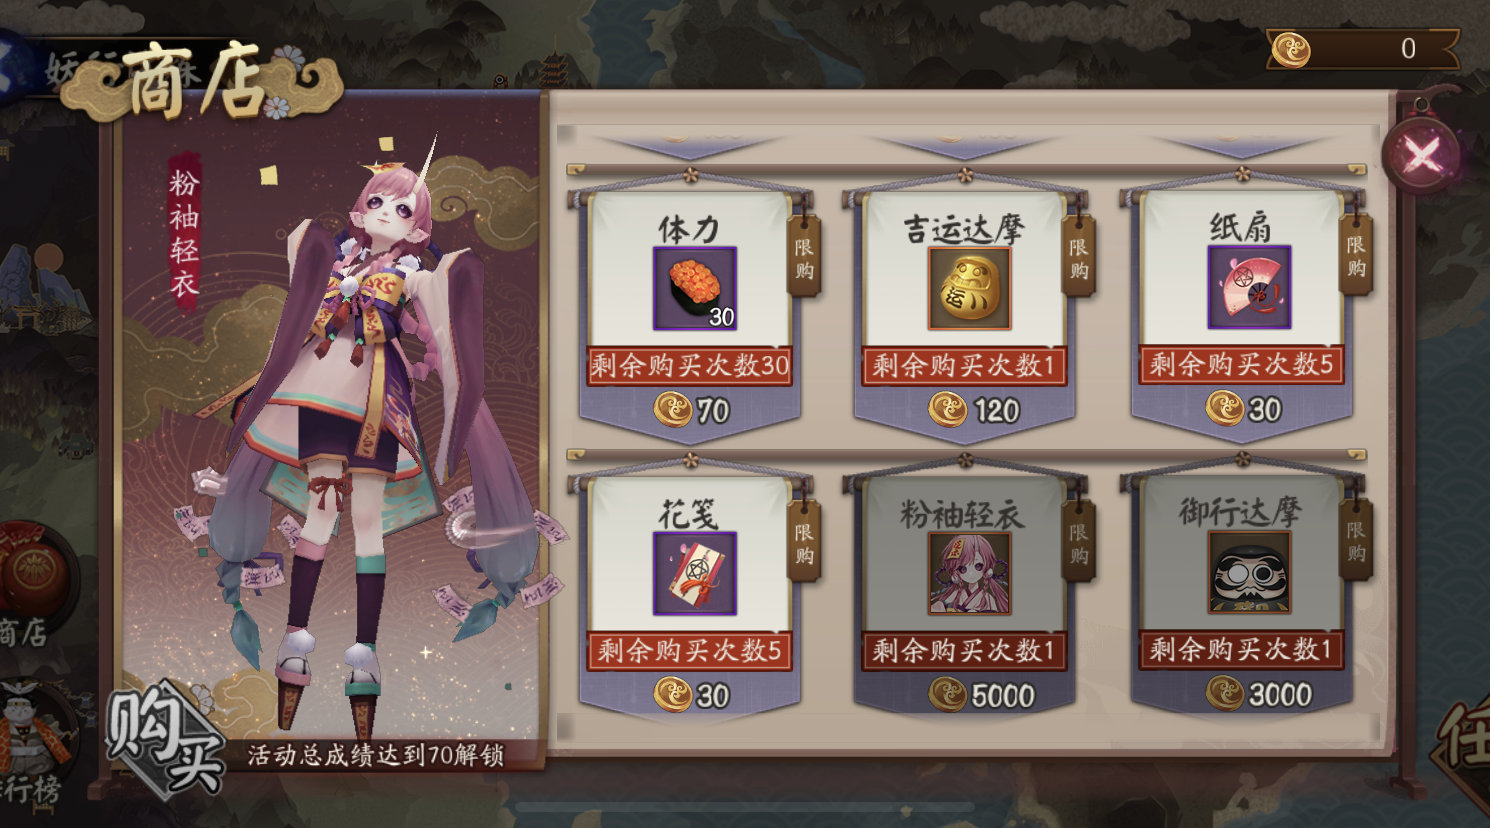 商店
0
粉袖轻衣
体力
30
限购
剩余购买次数30
70
吉运达摩
运
限购
剩余购买次数1
120
纸扇
限购
剩余购买次数5
30
花笺
限购
剩余购买次数5
30
粉袖轻衣
限购
剩余购买次数1
5000
御行达摩
限购
剩余购买次数1
3000
购买
活动总成绩达到70解锁
商店
行榜
任